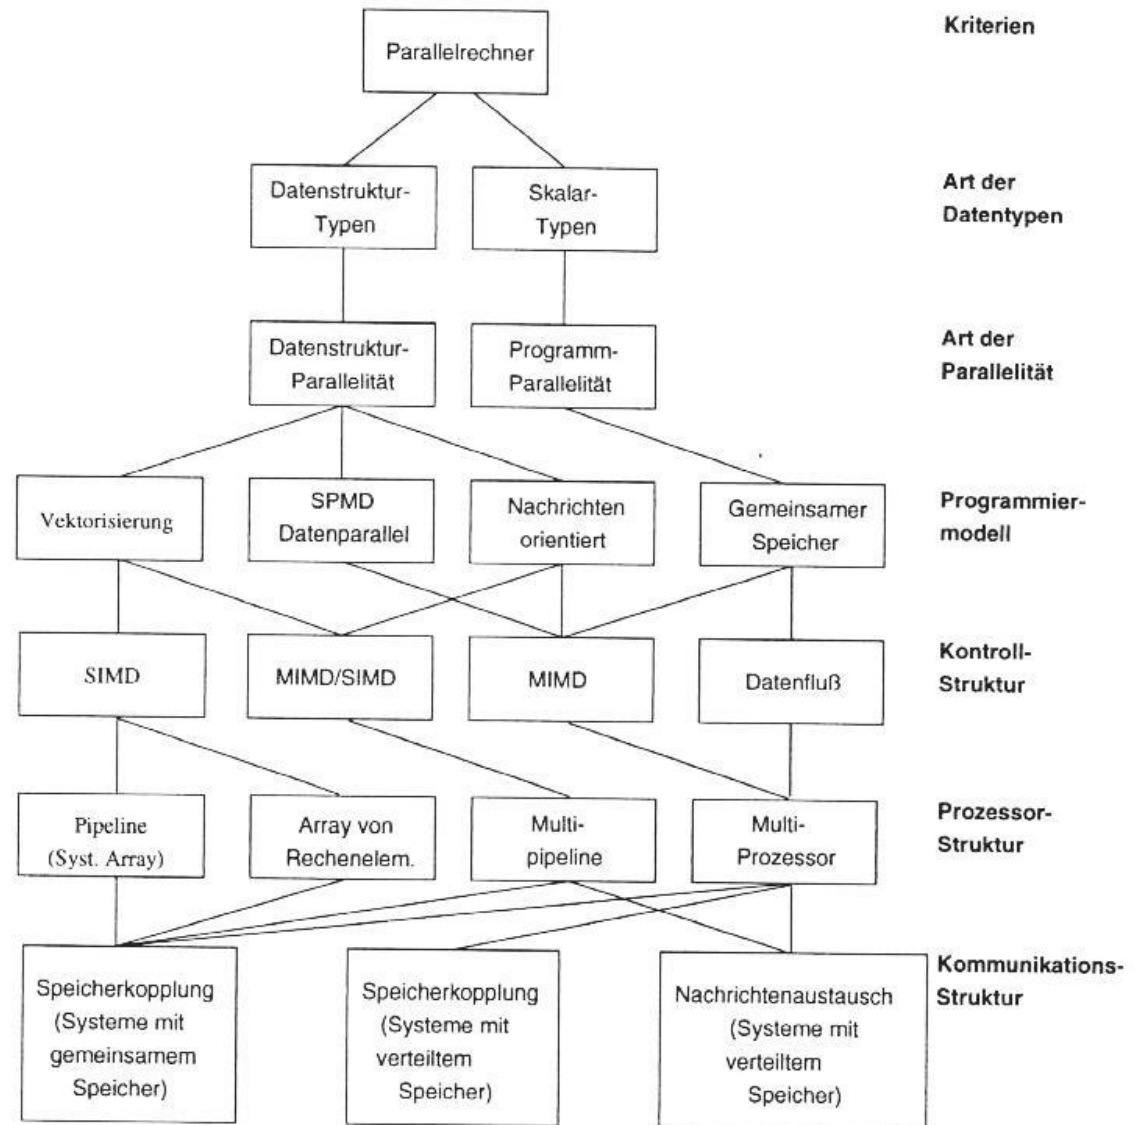 Kriterien
Parallelrechner
Datenstruktur-
Typen
Skalar-
Typen
Art der
Datentypen
Datenstruktur-
Parallelität
Programm-
Parallelität
Art der
Parallelität
Vektorisierung
SPMD
Datenparallel
Nachrichten
orientiert
Gemeinsamer
Speicher
Programmier-
modell
SIMD
MIMD/SIMD
MIMD
Datenfluß
Kontroll-
Struktur
Pipeline
(Syst. Array)
Array von
Rechenelem.
Multi-
pipeline
Multi-
Prozessor
Prozessor-
Struktur
Speicherkopplung
(Systeme mit
gemeinsamem
Speicher)
Speicherkopplung
(Systeme mit
verteiltem
Speicher)
Nachrichtenaustausch
(Systeme mit
verteiltem
Speicher)
Kommunikations-
Struktur